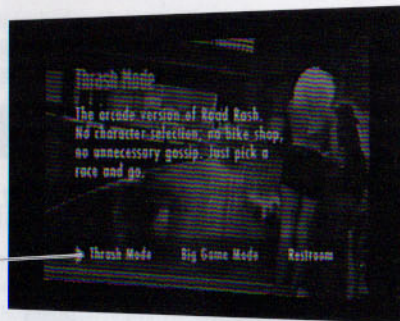 Thrash Mode
The arcade version of Road Rash.
No character selection, no bike shop,
no unnecessary gossip. Just pick a
race and go.
Thrash Mode Big Game Mode Restroom